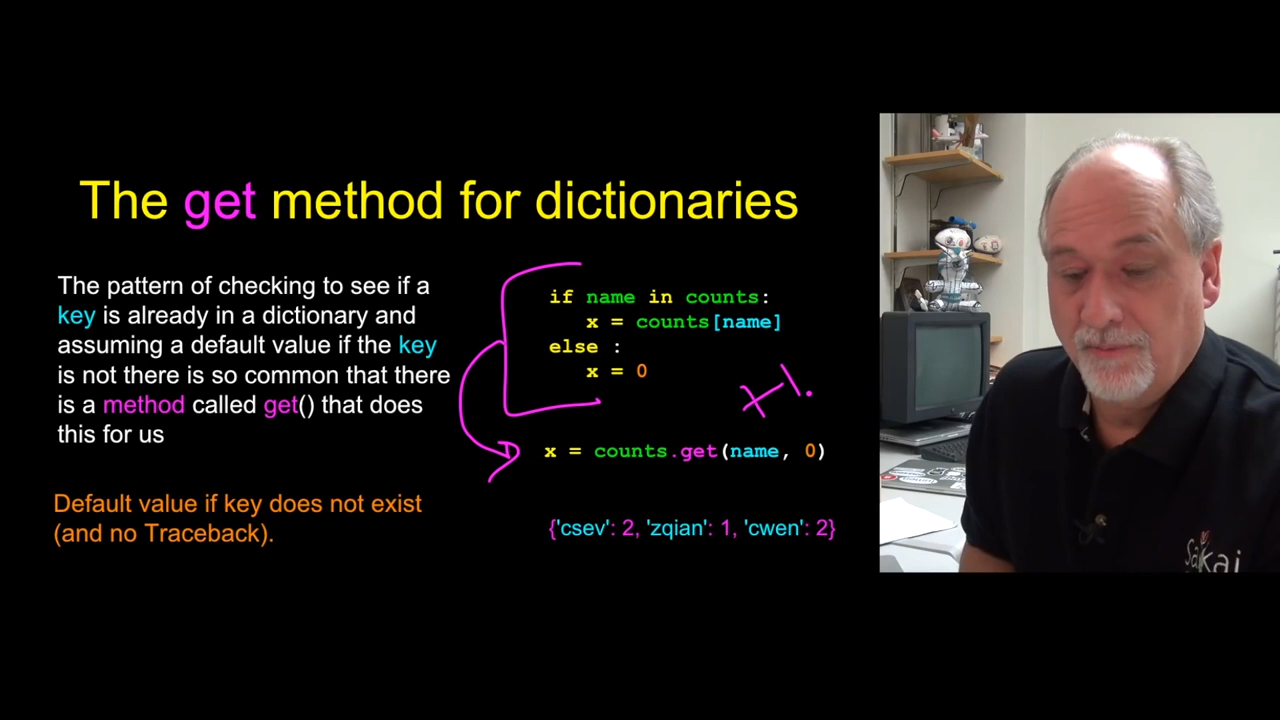 The get method for dictionaries
The pattern of checking to see if a
key is already in a dictionary and
assuming a default value if the key
is not there is so common that there
is a method called get() that does
this for us
Default value if key does not exist
(and no Traceback).
if name in counts:
x = counts[name]
else :
x = 0
x = counts.get(name, 0)
{'csev': 2, 'zqian': 1, 'cwen': 2}
Sakai